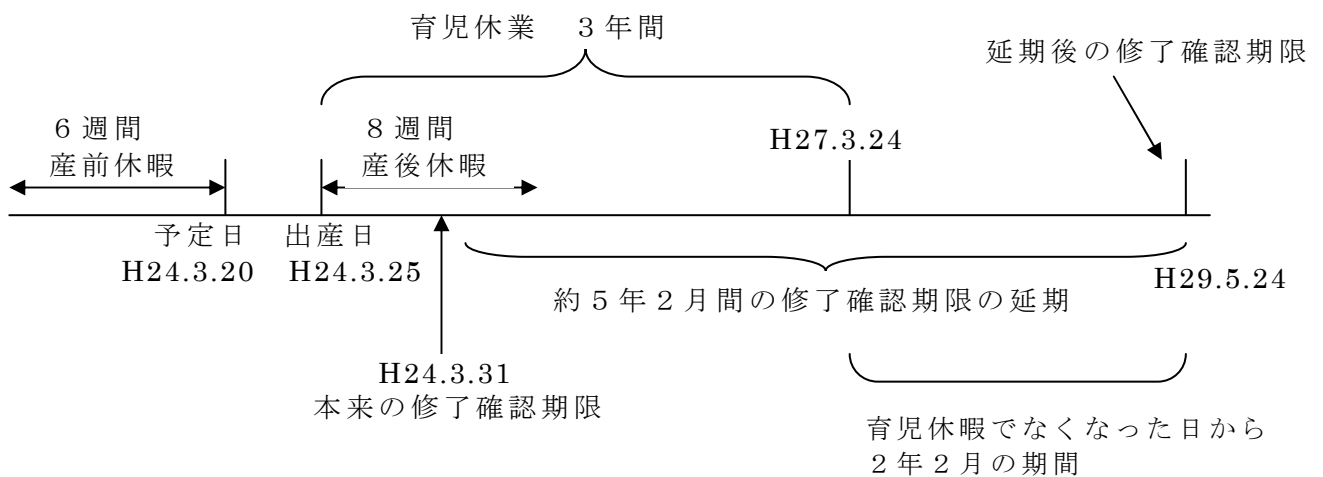 育児休業　３年間
延期後の修了確認期限
６週間
産前休暇
８週間
産後休暇
H27.3.24
予定日
H24.3.20
出産日
H24.3.25
H29.5.24
約５年２月間の修了確認期限の延期
H24.3.31
本来の修了確認期限
育児休暇でなくなった日から
２年２月の期間